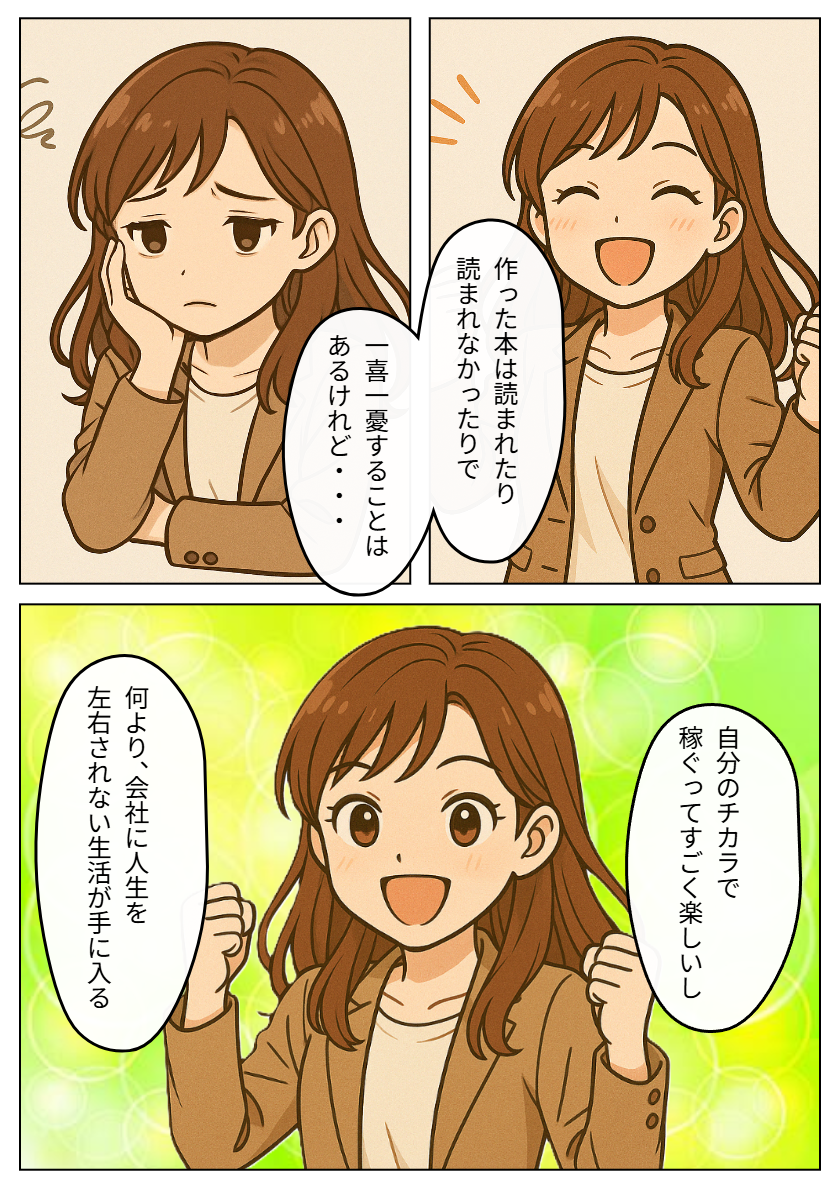 作った本は読まれたり
読まれなかったりで
一喜一憂することは
あるけれど・・・
自分のチカラで
稼ぐってすごく楽しいし
何より、会社に人生を
左右されない生活が手に入る